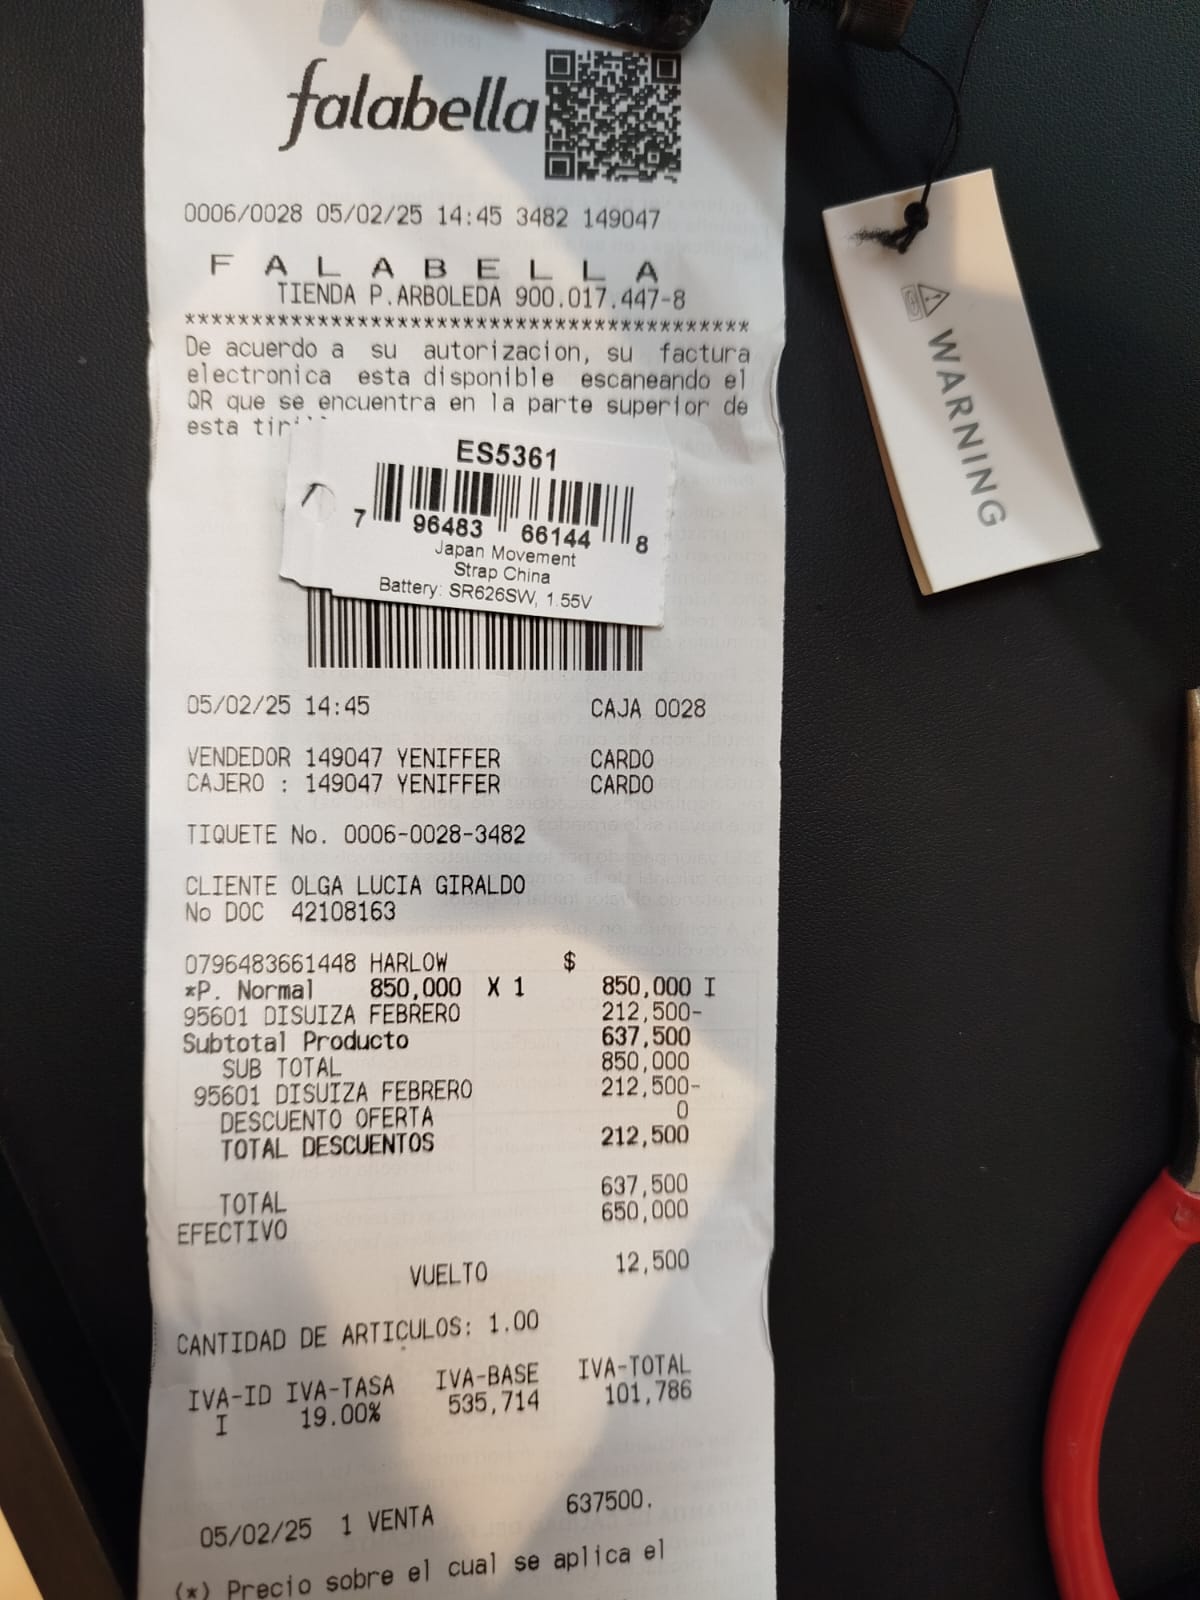 falabella
0006/0028 05/02/25 14:45 3482 149047
F A L A B E L L A
TIENDA P.ARBOLEDA 900.017.447-8
*******************************************
De acuerdo a su autorizacion, su factura
electronica esta disponible escaneando el
QR que se encuentra en la parte superior de
esta
ES5361
7 96483 66144 8
Japan Movement
Strap China
Battery: SR626SW, 1.55V
05/02/25 14:45 CAJA 0028
VENDEDOR 149047 YENIFFER CARDO
CAJERO : 149047 YENIFFER CARDO
TIQUETE No. 0006-0028-3482
CLIENTE OLGA LUCIA GIRALDO
No DOC 42108163
0796483661448 HARLOW $
*P. Normal 850,000 X 1 850,000 I
95601 DISUIZA FEBRERO 212,500-
Subtotal Producto 637,500
SUB TOTAL 850,000
95601 DISUIZA FEBRERO 212,500-
DESCUENTO OFERTA 0
TOTAL DESCUENTOS 212,500
TOTAL 637,500
EFECTIVO 650,000
VUELTO 12,500
CANTIDAD DE ARTICULOS: 1.00
IVA-ID IVA-TASA IVA-BASE IVA-TOTAL
I 19.00% 535,714 101,786
05/02/25 1 VENTA 637500.
(*) Precio sobre el cual se aplica el
WARNING